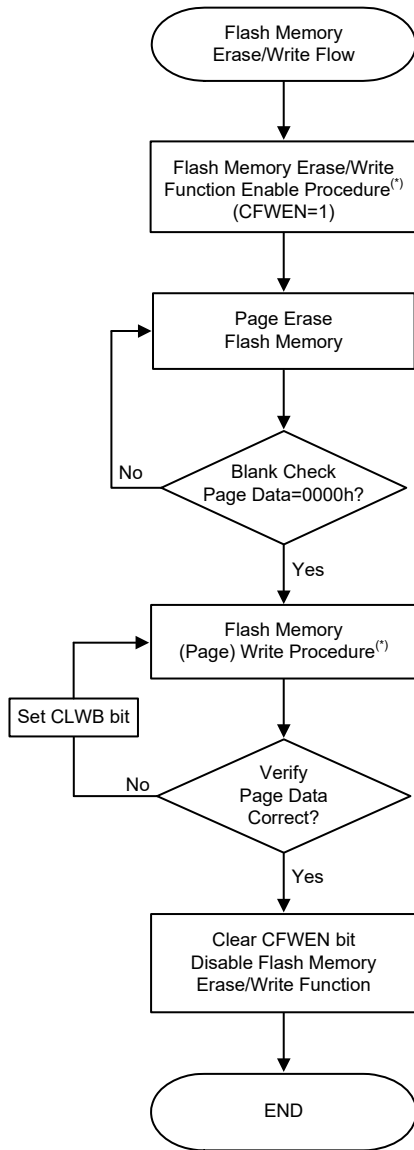 Flash Memory
Erase/Write Flow
Flash Memory Erase/Write
Function Enable Procedure(*)
(CFWEN=1)
Page Erase
Flash Memory
No
Blank Check
Page Data=0000h?
Yes
Flash Memory
(Page) Write Procedure(*)
Set CLWB bit
No
Verify
Page Data
Correct?
Yes
Clear CFWEN bit
Disable Flash Memory
Erase/Write Function
END